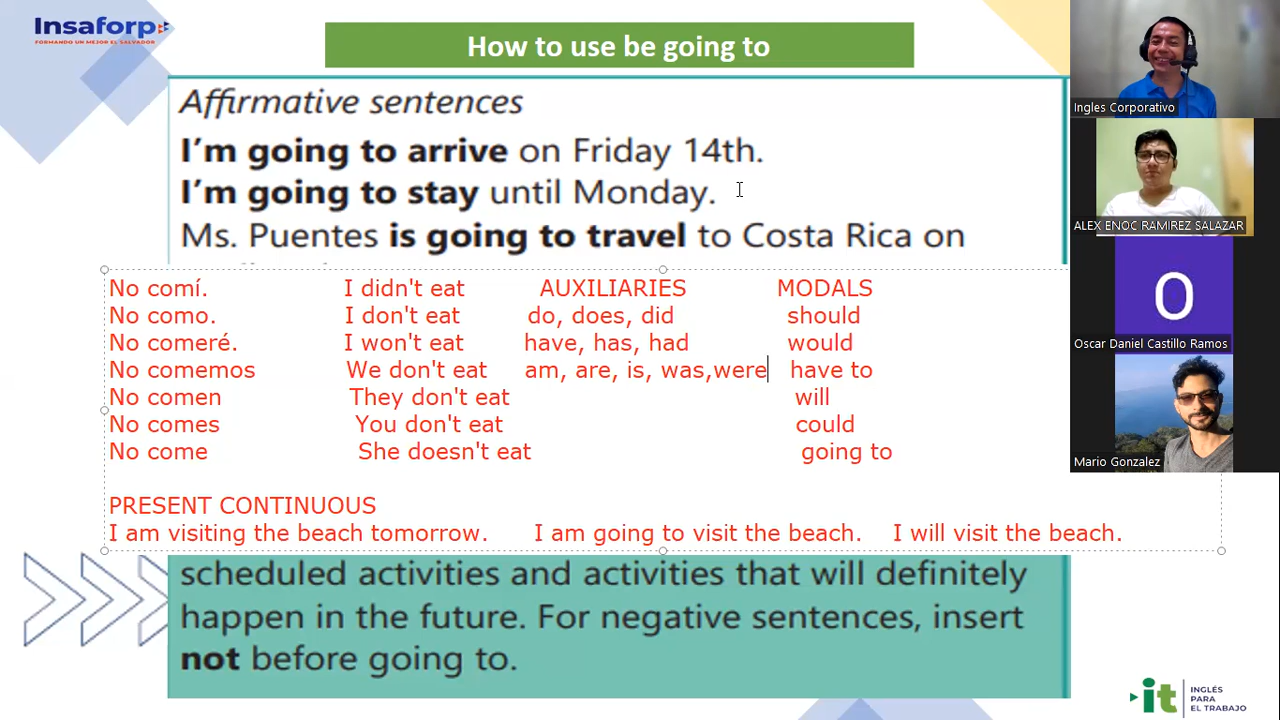 Insaforp
FORMANDO UN MEJOR EL SALVADOR
How to use be going to
Affirmative sentences
I'm going to arrive on Friday 14th.
I'm going to stay until Monday.
Ms. Puentes is going to travel to Costa Rica on
No comí. I didn't eat AUXILIARIES MODALS
No como. I don't eat do, does, did should
No comeré. I won't eat have, has, had would
No comemos We don't eat am, are, is, was,were have to
No comen They don't eat will
No comes You don't eat could
No come She doesn't eat going to
PRESENT CONTINUOUS
I am visiting the beach tomorrow. I am going to visit the beach. I will visit the beach.
scheduled activities and activities that will definitely
happen in the future. For negative sentences, insert
not before going to.
Ingles Corporativo
ALEX ENOC RAMIREZ SALAZAR
O
Oscar Daniel Castillo Ramos
Mario Gonzalez
it
INGLÉS
PARA
EL TRABAJO